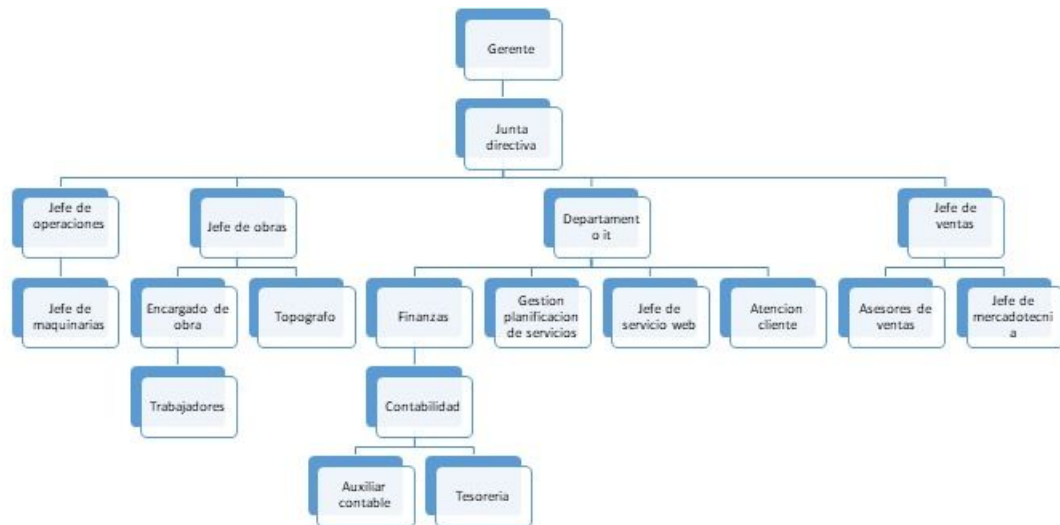 Gerente
Junta
directiva
Jefe de
operaciones
Jefe de obras
Departament
o it
Jefe de
ventas
Jefe de
maquinarias
Encargado de
obra
Topografo
Finanzas
Gestion
planificacion
de servicios
Jefe de
servicio web
Atencion
cliente
Asesores de
ventas
Jefe de
mercadotecni
a
Trabajadores
Contabilidad
Auxiliar
contable
Tesoreria